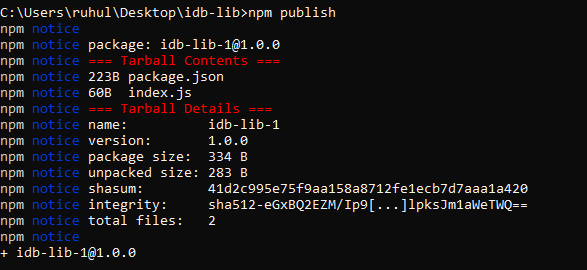 C:\Users\ruhul\Desktop\idb-lib>npm publish
npm notice
npm notice package: idb-lib-1@1.0.0
npm notice === Tarball Contents ===
npm notice 223B package.json
npm notice 60B  index.js
npm notice === Tarball Details ===
npm notice name:          idb-lib-1
npm notice version:       1.0.0
npm notice package size:  334 B
npm notice unpacked size: 283 B
npm notice shasum:        41d2c995e75f9aa158a8712fe1ecb7d7aaa1a420
npm notice integrity:     sha512-eGxBQ2EZM/Ip9[...]lpksJm1aWeTWQ==
npm notice total files:   2
npm notice
+ idb-lib-1@1.0.0